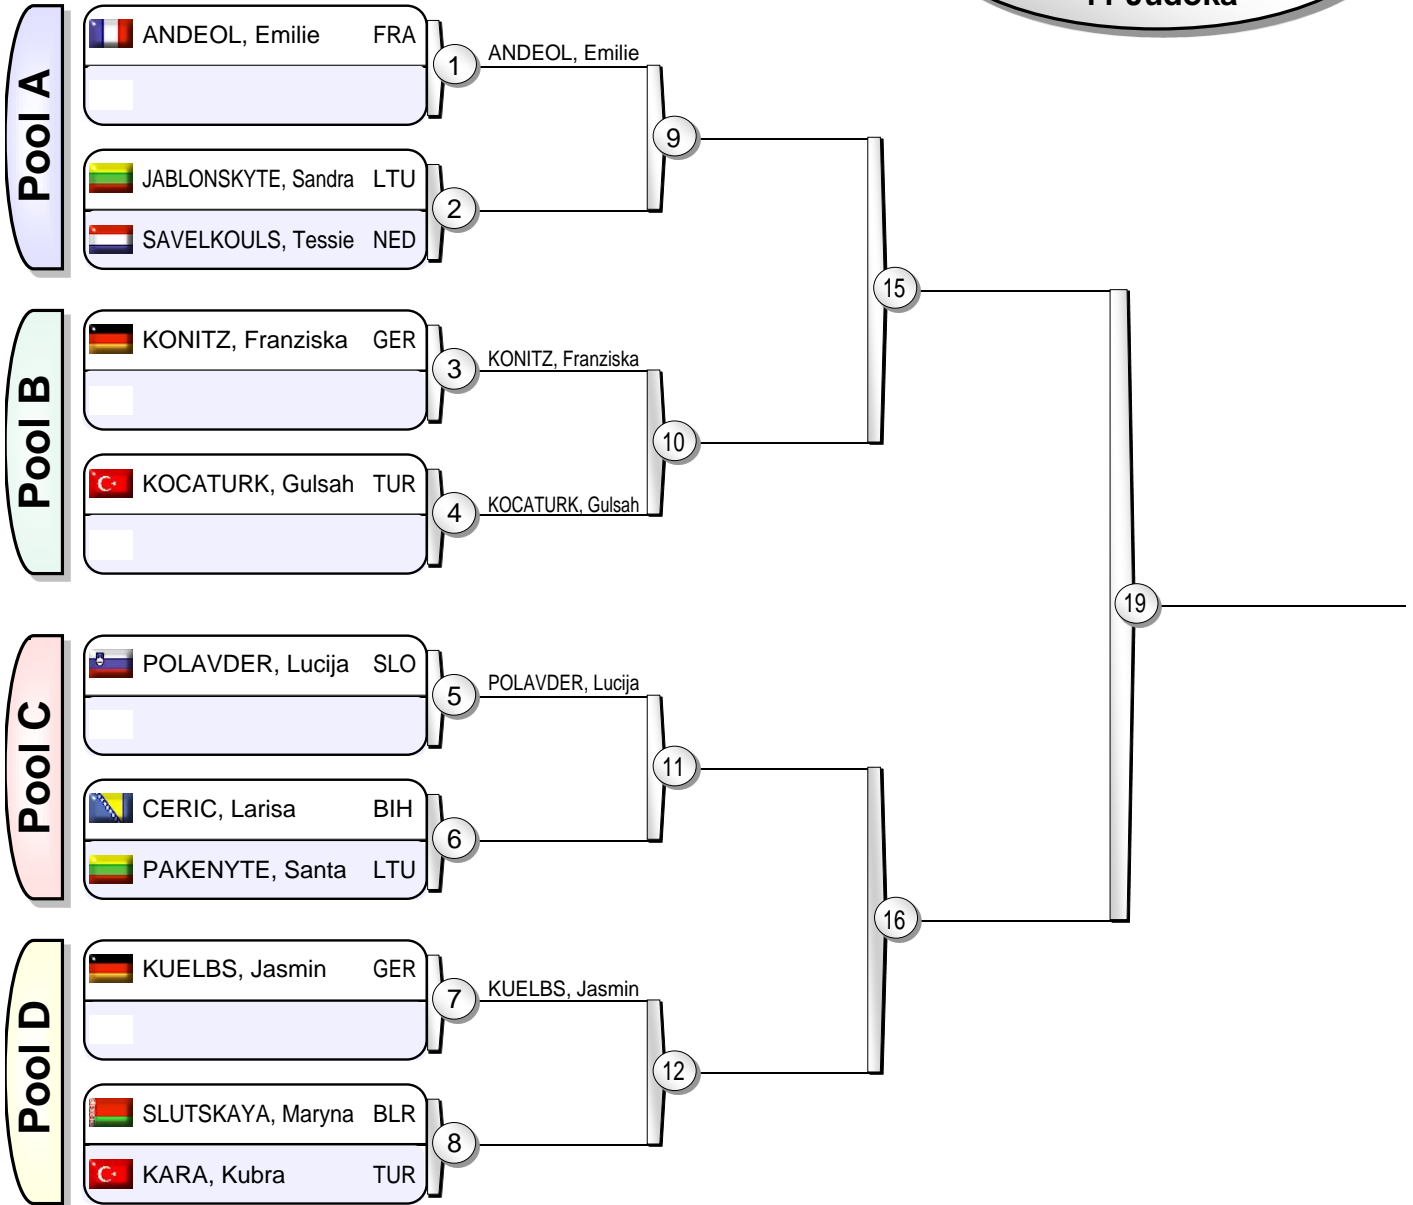 11 Judoka
Pool A
ANDEOL, Emilie FRA
1
ANDEOL, Emilie
JABLONSKYTE, Sandra LTU
SAVELKOULS, Tessie NED
2
9
Pool B
KONITZ, Franziska GER
3
KONITZ, Franziska
KOCATURK, Gulsah TUR
4
KOCATURK, Gulsah
10
15
Pool C
POLAVDER, Lucija SLO
5
POLAVDER, Lucija
CERIC, Larisa BIH
PAKENYTE, Santa LTU
6
11
Pool D
KUELBS, Jasmin GER
7
KUELBS, Jasmin
SLUTSKAYA, Maryna BLR
KARA, Kubra TUR
8
12
16
19